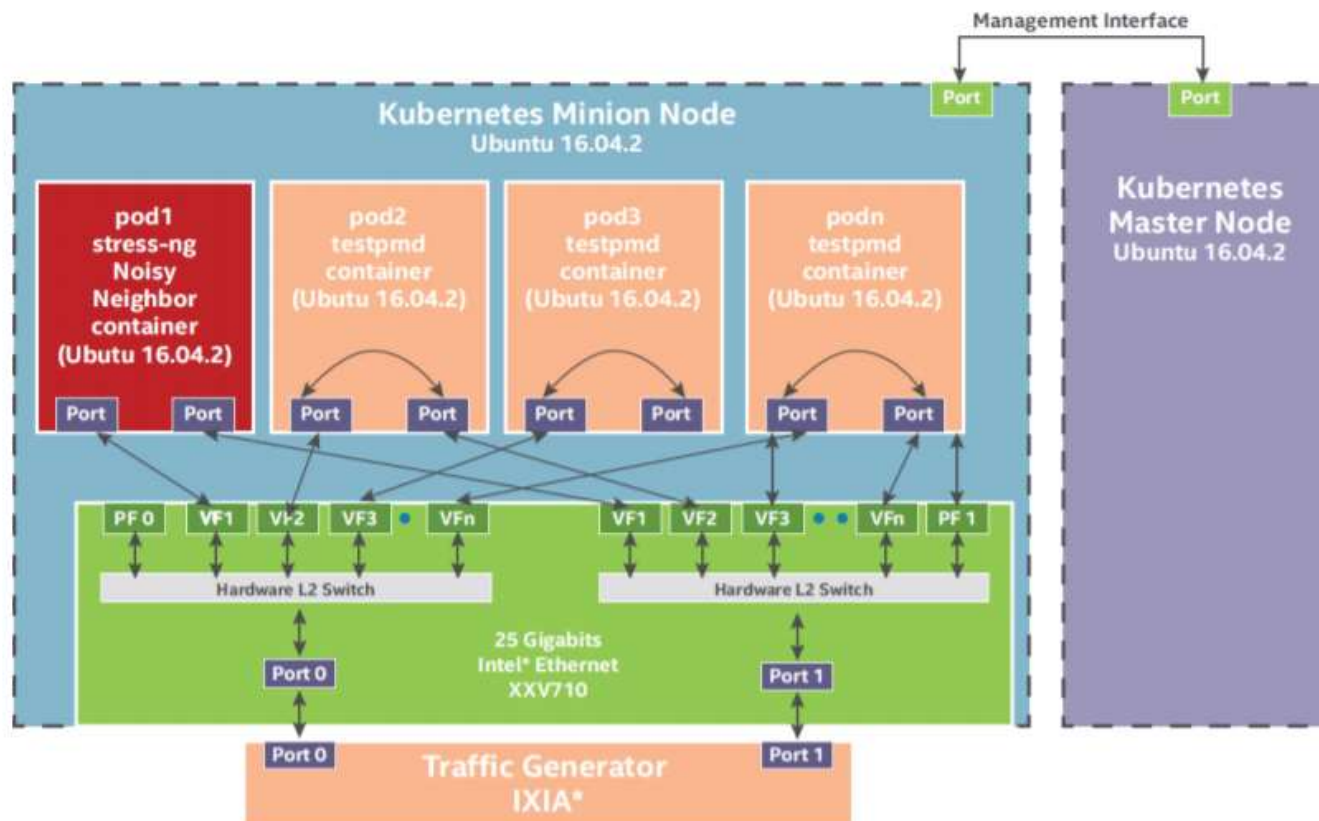 Management Interface
Port
Port
Kubernetes Minion Node
Ubuntu 16.04.2
Kubernetes
Master Node
Ubuntu 16.04.2
pod1
stress-ng
Noisy
Neighbor
container
(Ubutu 16.04.2)
Port
Port
pod2
testpmd
container
(Ubutu 16.04.2)
Port
Port
pod3
testpmd
container
(Ubutu 16.04.2)
Port
Port
podn
testpmd
container
(Ubutu 16.04.2)
Port
Port
PF 0
VF1
VF2
VF3
VFn
VF1
VF2
VF3
VFn
PF 1
Hardware L2 Switch
Hardware L2 Switch
25 Gigabits
Intel* Ethernet
XXV710
Port 0
Port 1
Port 0
Port 1
Traffic Generator
IXIA*